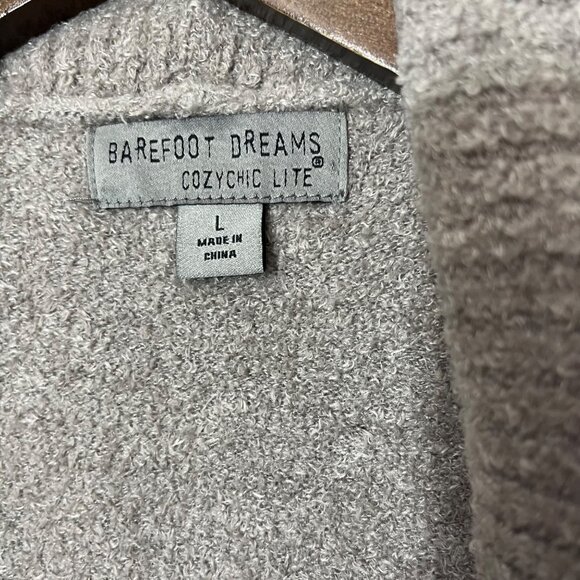 BAREFOOT DREAMS®
COZYCHIC LITE
L
MADE IN
CHINA